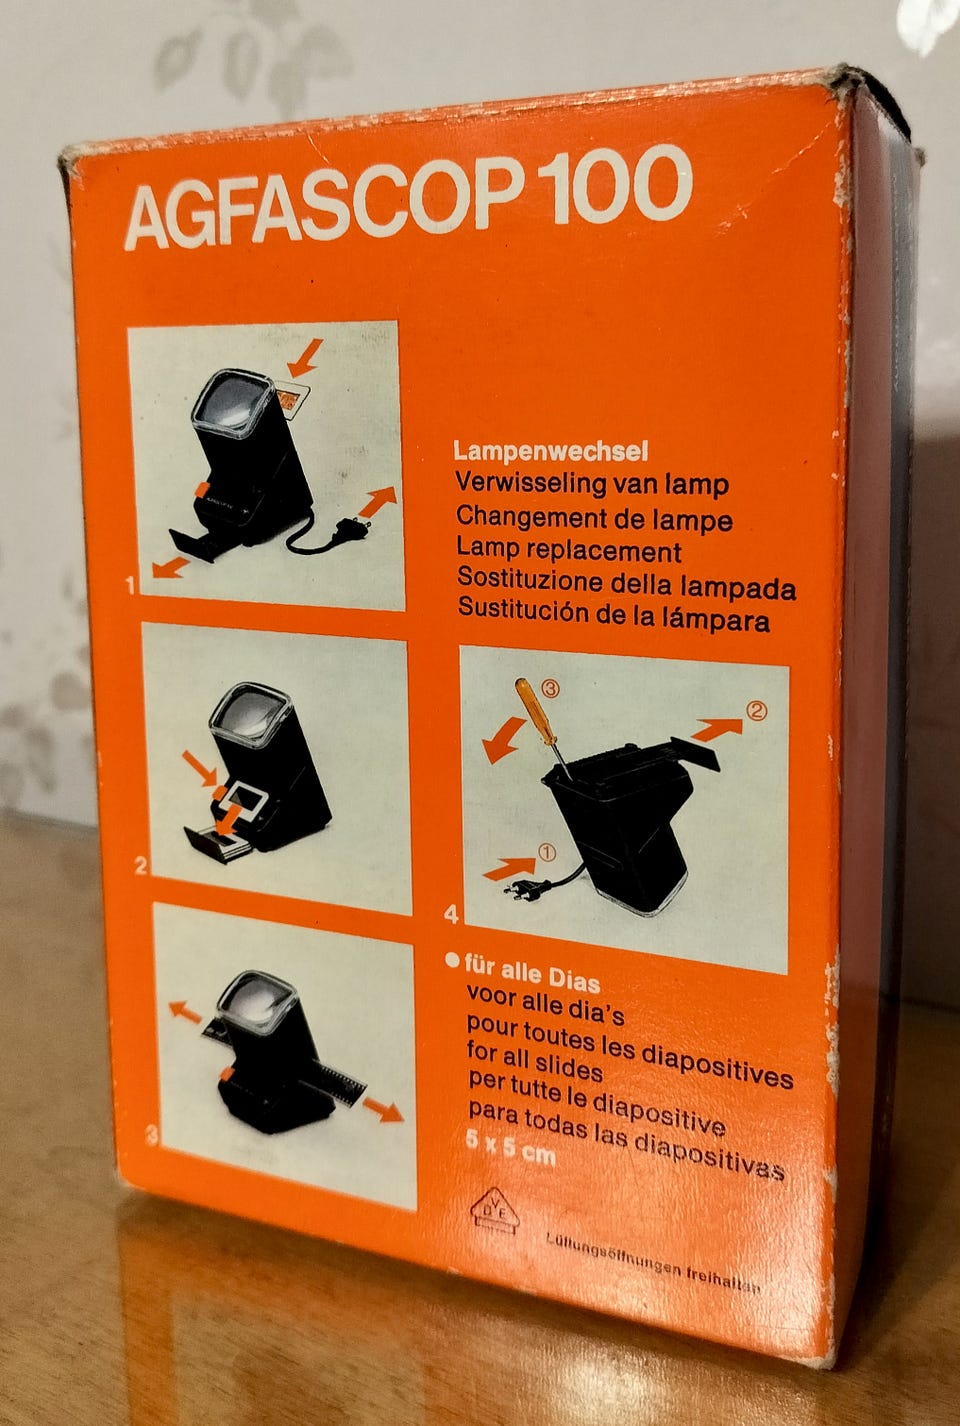 AGFASCOP 100
1
2
3
Lampenwechsel
Verwisseling van lamp
Changement de lampe
Lamp replacement
Sostituzione della lampada
Sustitución de la lámpara
③
②
①
4
● für alle Dias
voor alle dia's
pour toutes les diapositives
for all slides
per tutte le diapositive
para todas las diapositivas
5 x 5 cm
VDE
Lüftungsöffnungen freihalten